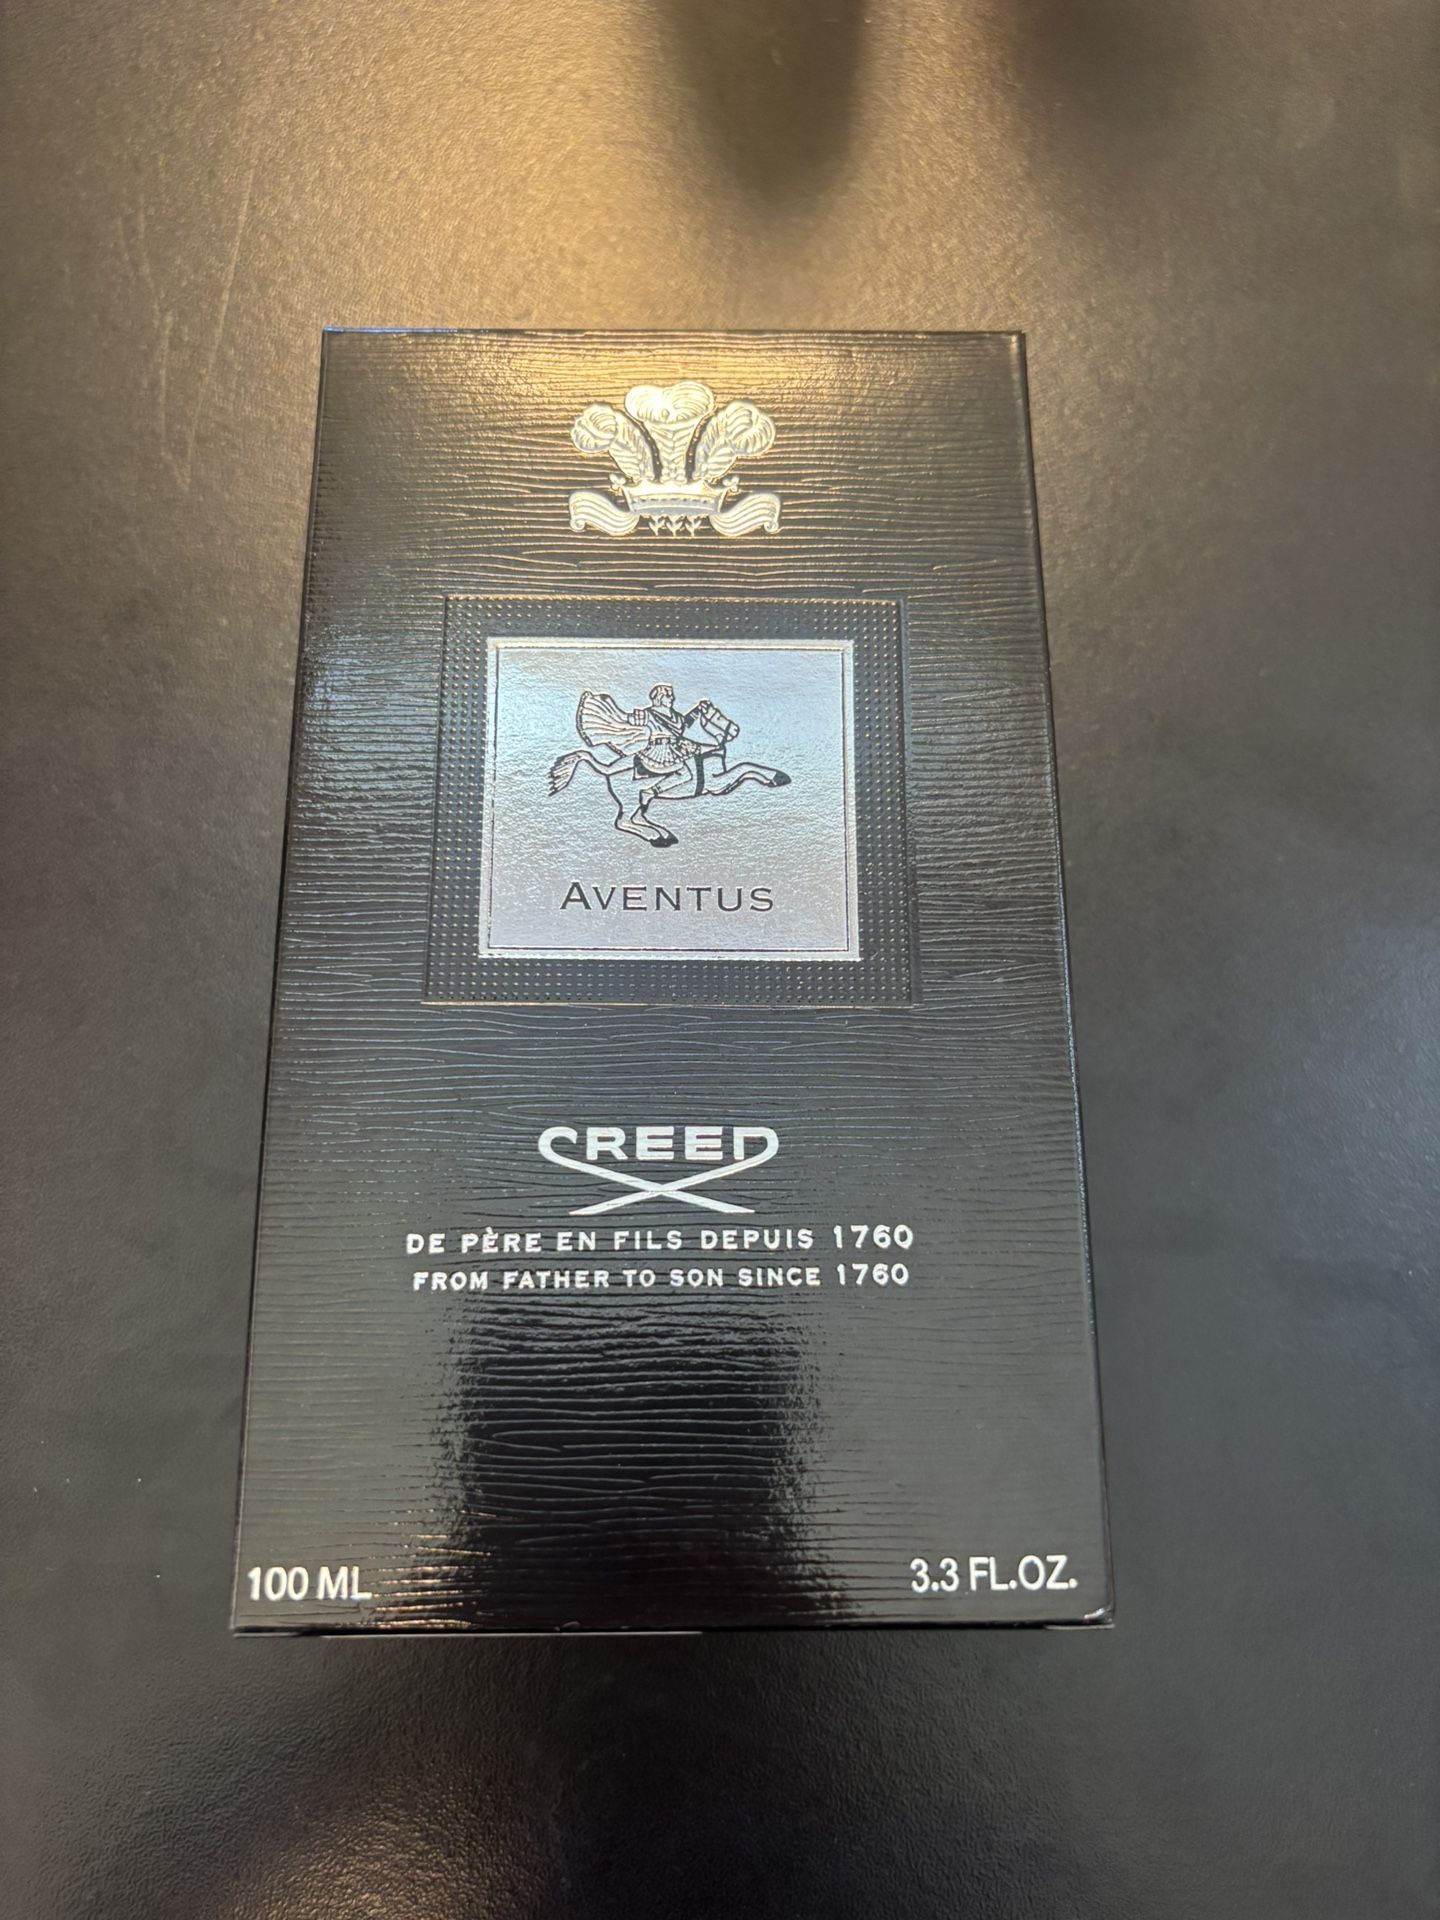 AVENTUS
CREED
DE PÈRE EN FILS DEPUIS 1760
FROM FATHER TO SON SINCE 1760
100 ML 3.3 FL.OZ.